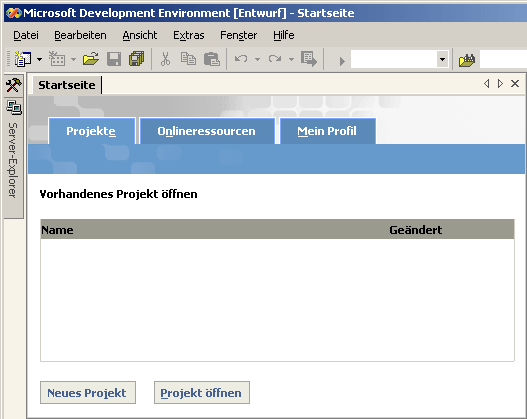 Microsoft Development Environment [Entwurf] - Startseite
Datei Bearbeiten Ansicht Extras Fenster Hilfe
Startseite
Server-Explorer
Projekte Onlineressourcen Mein Profil
Vorhandenes Projekt öffnen
Name Geändert
Neues Projekt Projekt öffnen